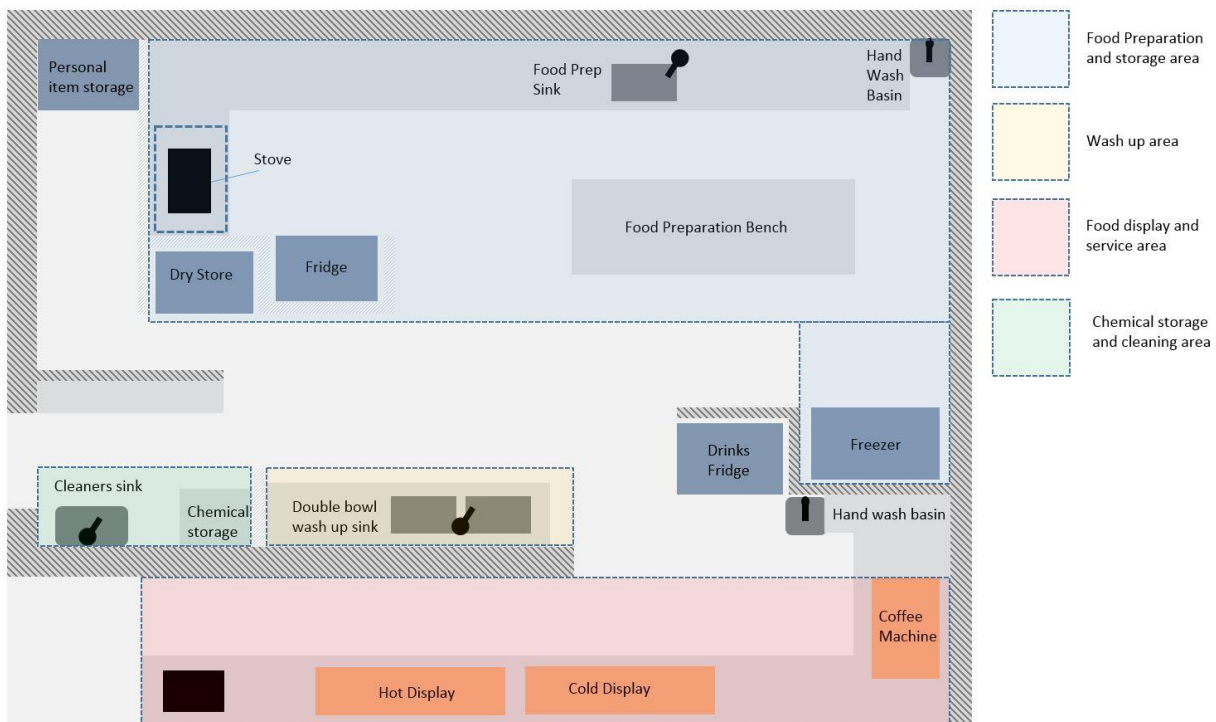 Personal
item storage
Food Prep
Sink
Hand
Wash
Basin
Food Preparation
and storage area
Stove
Wash up area
Food Preparation Bench
Food display and
service area
Dry Store
Fridge
Chemical storage
and cleaning area
Drinks
Fridge
Freezer
Cleaners sink
Chemical
storage
Double bowl
wash up sink
Hand wash basin
Coffee
Machine
Hot Display
Cold Display